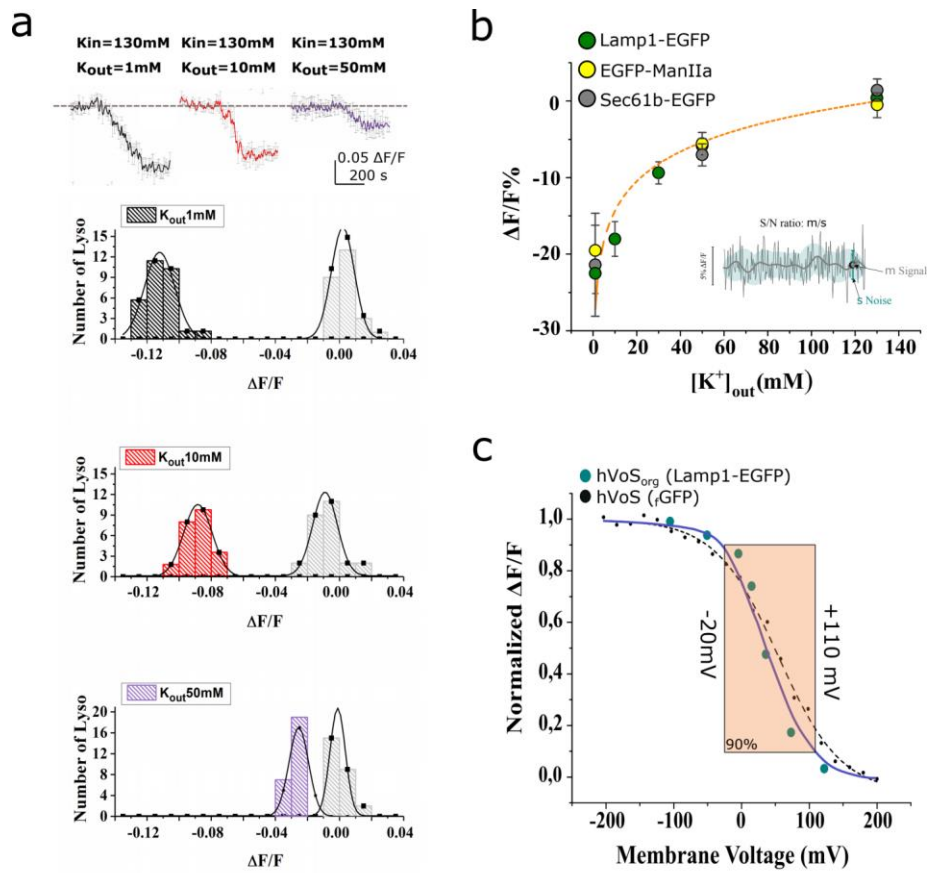 a
Kin=130mM Kin=130mM Kin=130mM
Kout=1mM Kout=10mM Kout=50mM
0.05 ΔF/F
200 s
Kout1mM
Number of Lyso
15
12
9
6
3
0
-0.12 -0.08 -0.04 0.00 0.04
ΔF/F
Kout10mM
Number of Lyso
15
12
9
6
3
0
-0.12 -0.08 -0.04 0.00 0.04
ΔF/F
Kout50mM
Number of Lyso
20
16
12
8
4
0
-0.12 -0.08 -0.04 0.00 0.04
ΔF/F
b
Lamp1-EGFP
EGFP-ManIIa
Sec61b-EGFP
ΔF/F%
0
-10
-20
-30
S/N ratio: m/s
5% ΔF/F
m Signal
s Noise
0 20 40 60 80 100 120 140
[K+]out(mM)
c
hVoSorg (Lamp1-EGFP)
hVoS (fGFP)
Normalized ΔF/F
1,0
0,8
0,6
0,4
0,2
0,0
-20mV
+110 mV
90%
-200 -100 0 100 200
Membrane Voltage (mV)